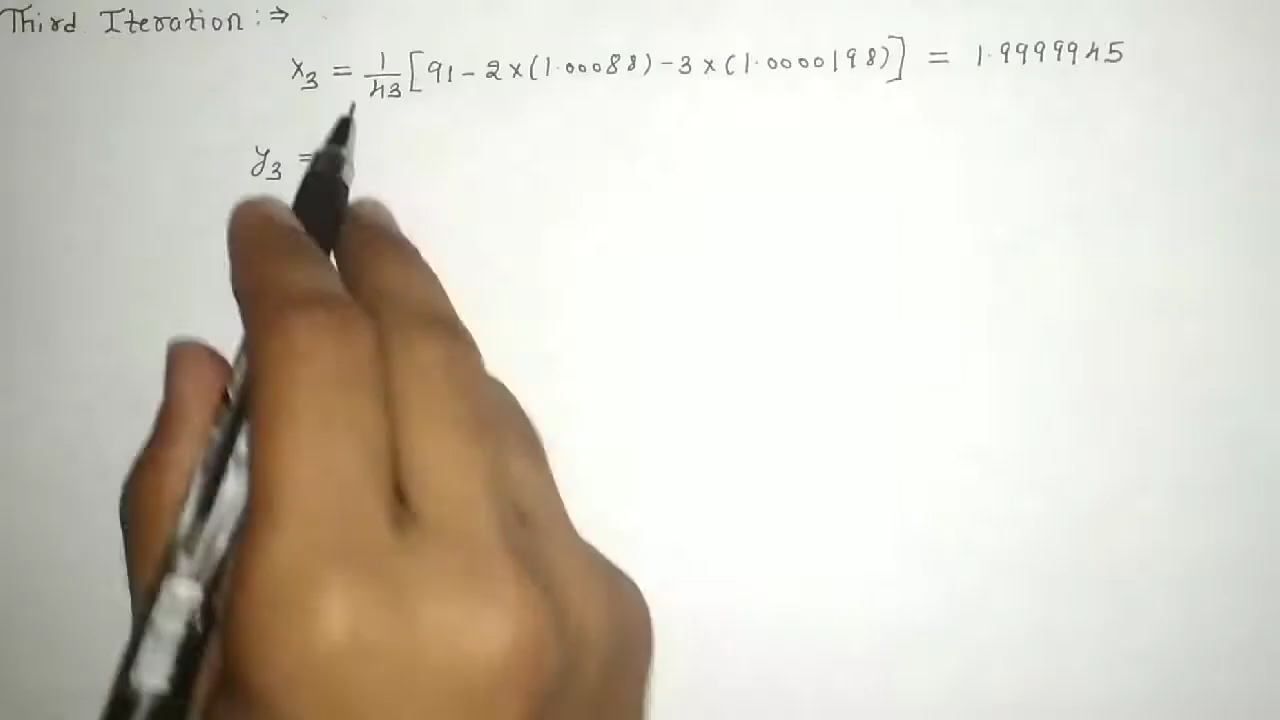 Third Iteration :⇒
x₃ = 1/43 [91 - 2 × (1.00088) - 3 × (1.0000198)] = 1.9999945
y₃ =